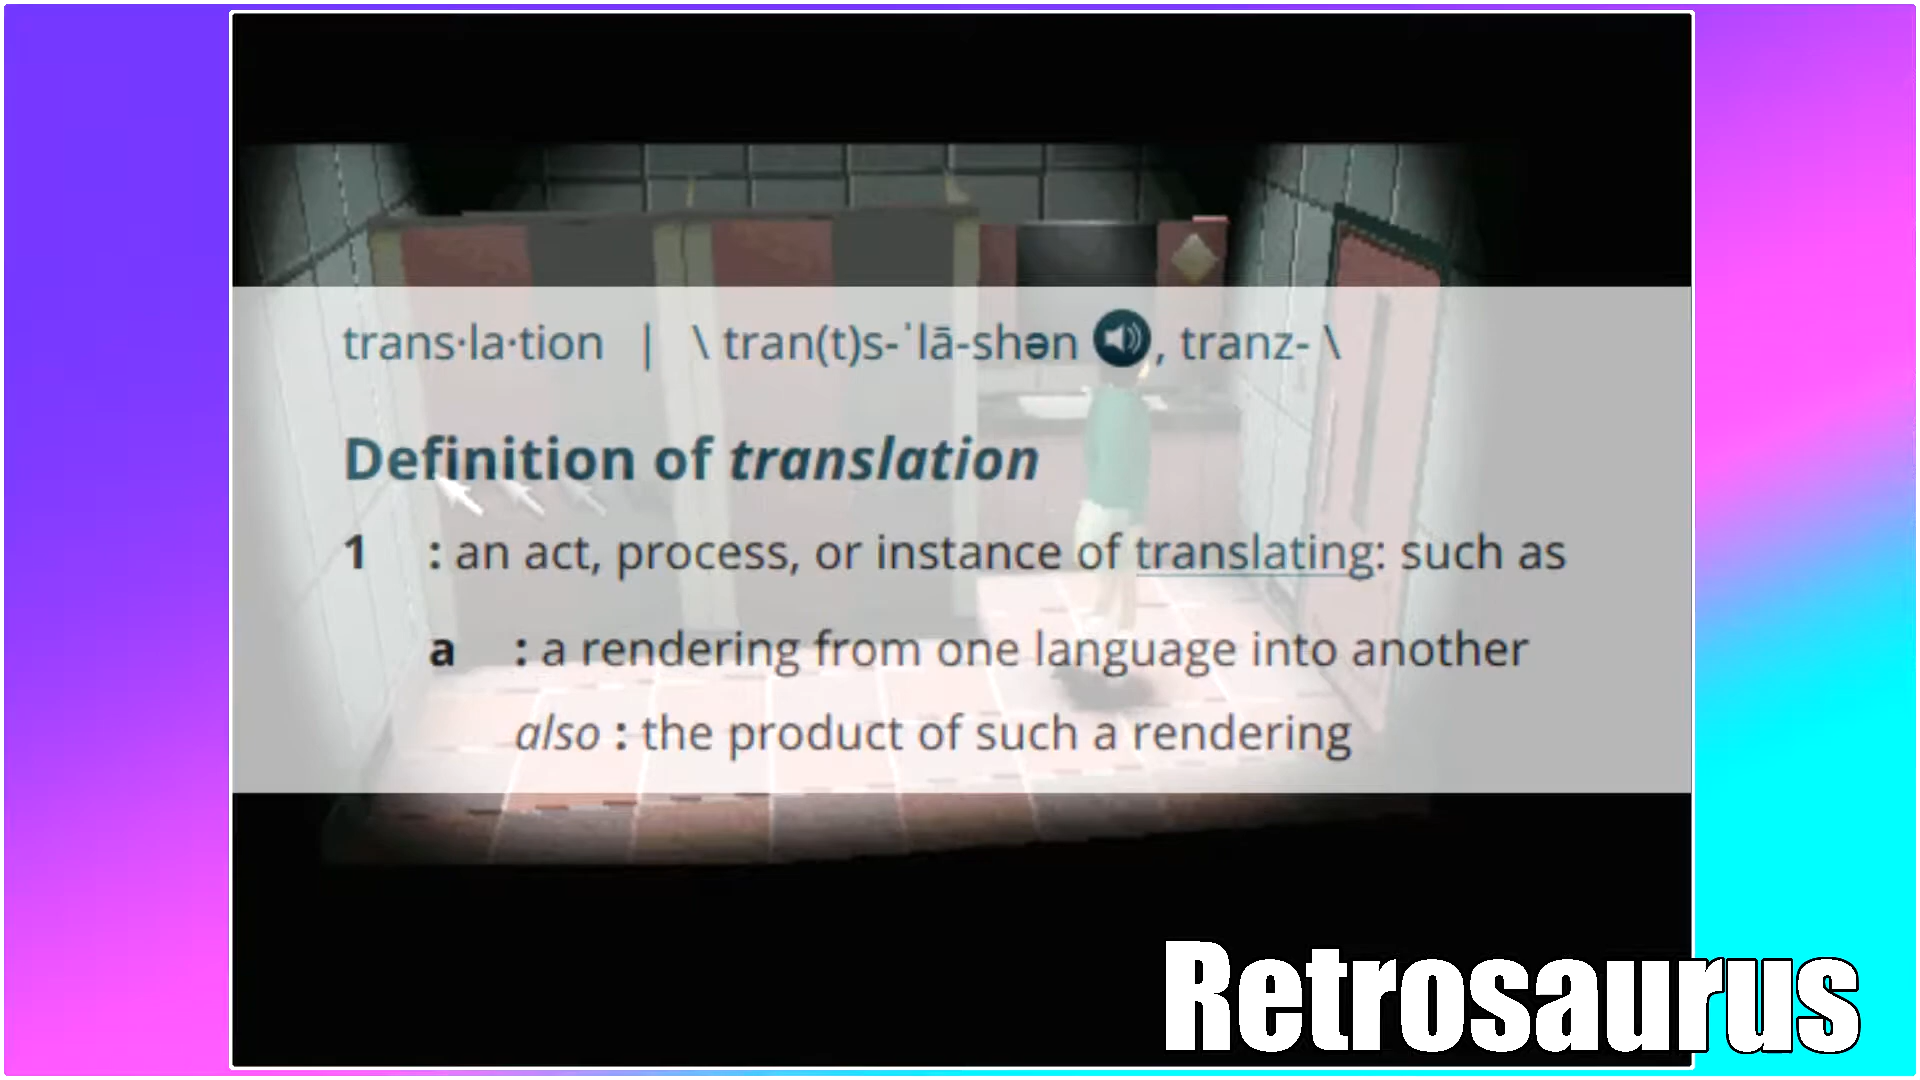 trans·la·tion | \ tran(t)s-ˈlā-shən , tranz- \
Definition of translation
1 : an act, process, or instance of translating: such as
a : a rendering from one language into another
also : the product of such a rendering
Retrosaurus